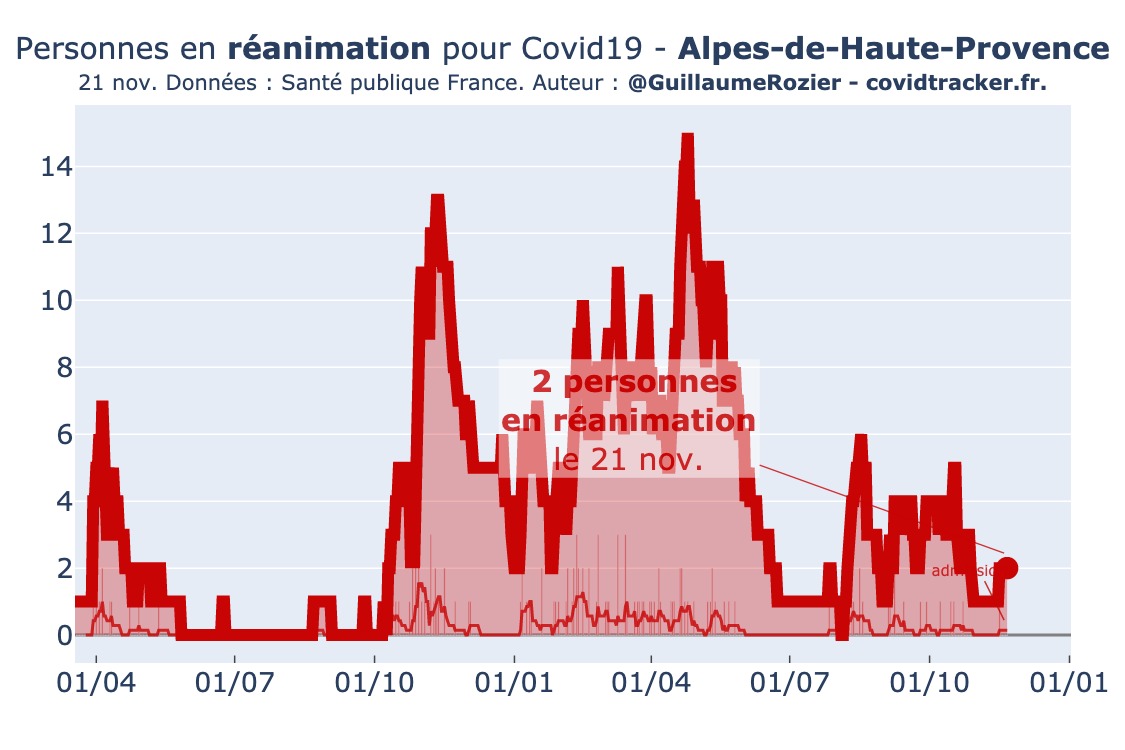 Personnes en réanimation pour Covid19 - Alpes-de-Haute-Provence
21 nov. Données : Santé publique France. Auteur : @GuillaumeRozier - covidtracker.fr.
14
12
10
8
6
4
2
0
2 personnes
en réanimation
le 21 nov.
01/04 01/07 01/10 01/01 01/04 01/07 01/10 01/01